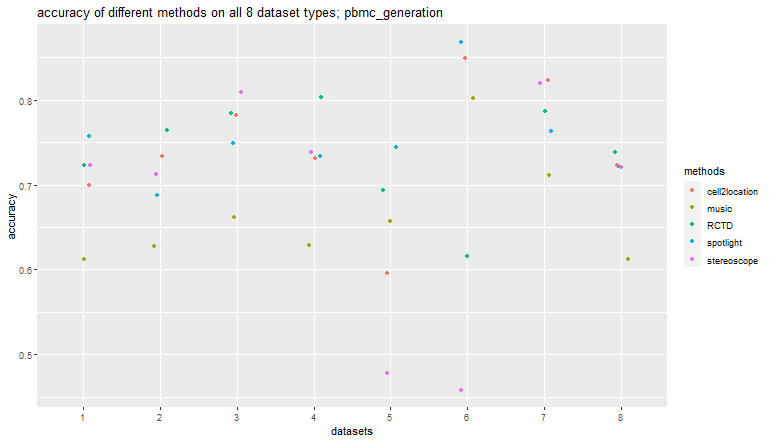 accuracy of different methods on all 8 dataset types; pbmc_generation
0.8
0.7
0.6
0.5
accuracy
1 2 3 4 5 6 7 8
datasets
methods
cell2location
music
RCTD
spotlight
stereoscope